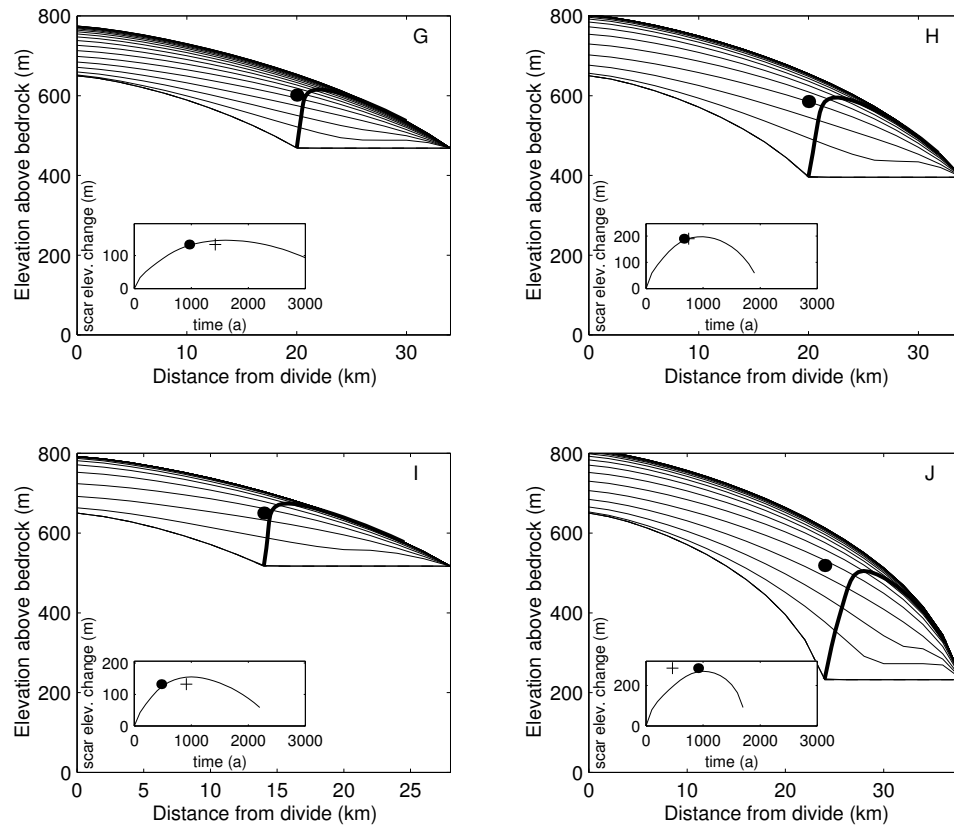 G
Elevation above bedrock (m)
800
600
400
200
0
scar elev. change (m)
100
0
0 1000 2000 3000
time (a)
0 10 20 30
Distance from divide (km)
H
Elevation above bedrock (m)
800
600
400
200
0
scar elev. change (m)
200
100
0
0 1000 2000 3000
time (a)
0 10 20 30
Distance from divide (km)
I
Elevation above bedrock (m)
800
600
400
200
0
scar elev. change (m)
200
100
0
0 1000 2000 3000
time (a)
0 5 10 15 20 25
Distance from divide (km)
J
Elevation above bedrock (m)
800
600
400
200
0
scar elev. change (m)
200
0
0 1000 2000 3000
time (a)
0 10 20 30
Distance from divide (km)